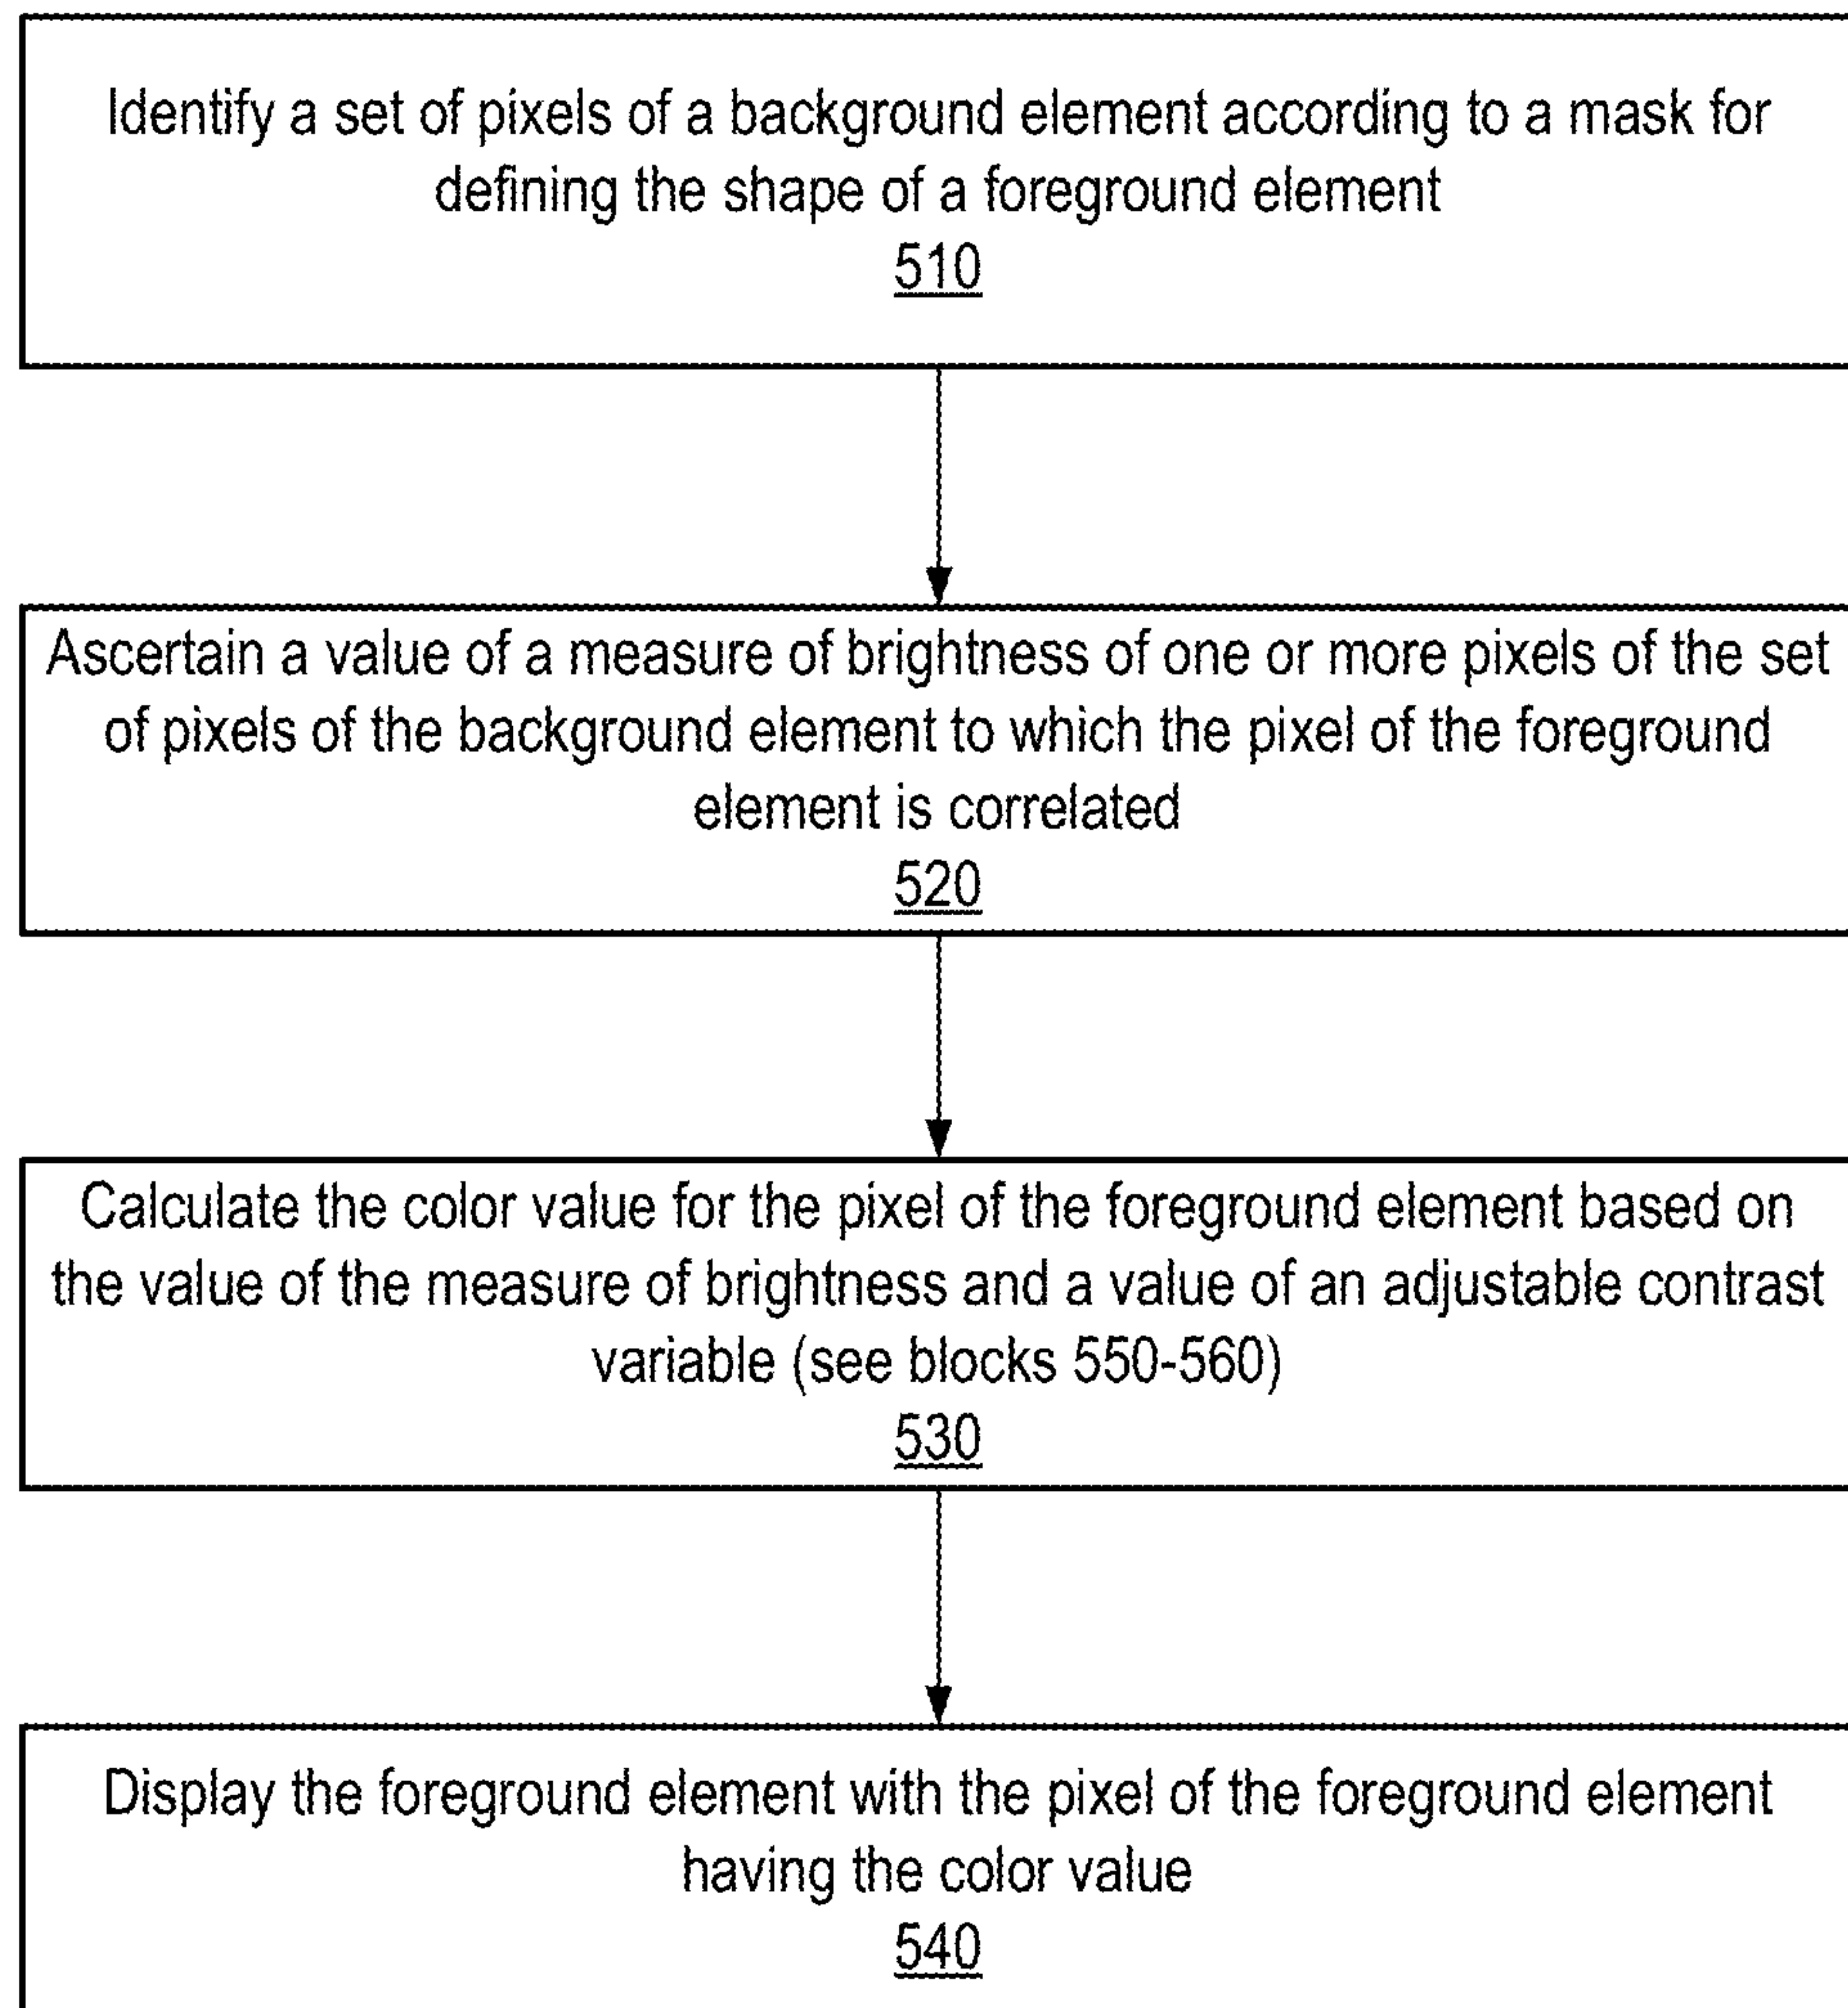 Identify a set of pixels of a background element according to a mask for
defining the shape of a foreground element
510
Ascertain a value of a measure of brightness of one or more pixels of the set
of pixels of the background element to which the pixel of the foreground
element is correlated
520
Calculate the color value for the pixel of the foreground element based on
the value of the measure of brightness and a value of an adjustable contrast
variable (see blocks 550-560)
530
Display the foreground element with the pixel of the foreground element
having the color value
540